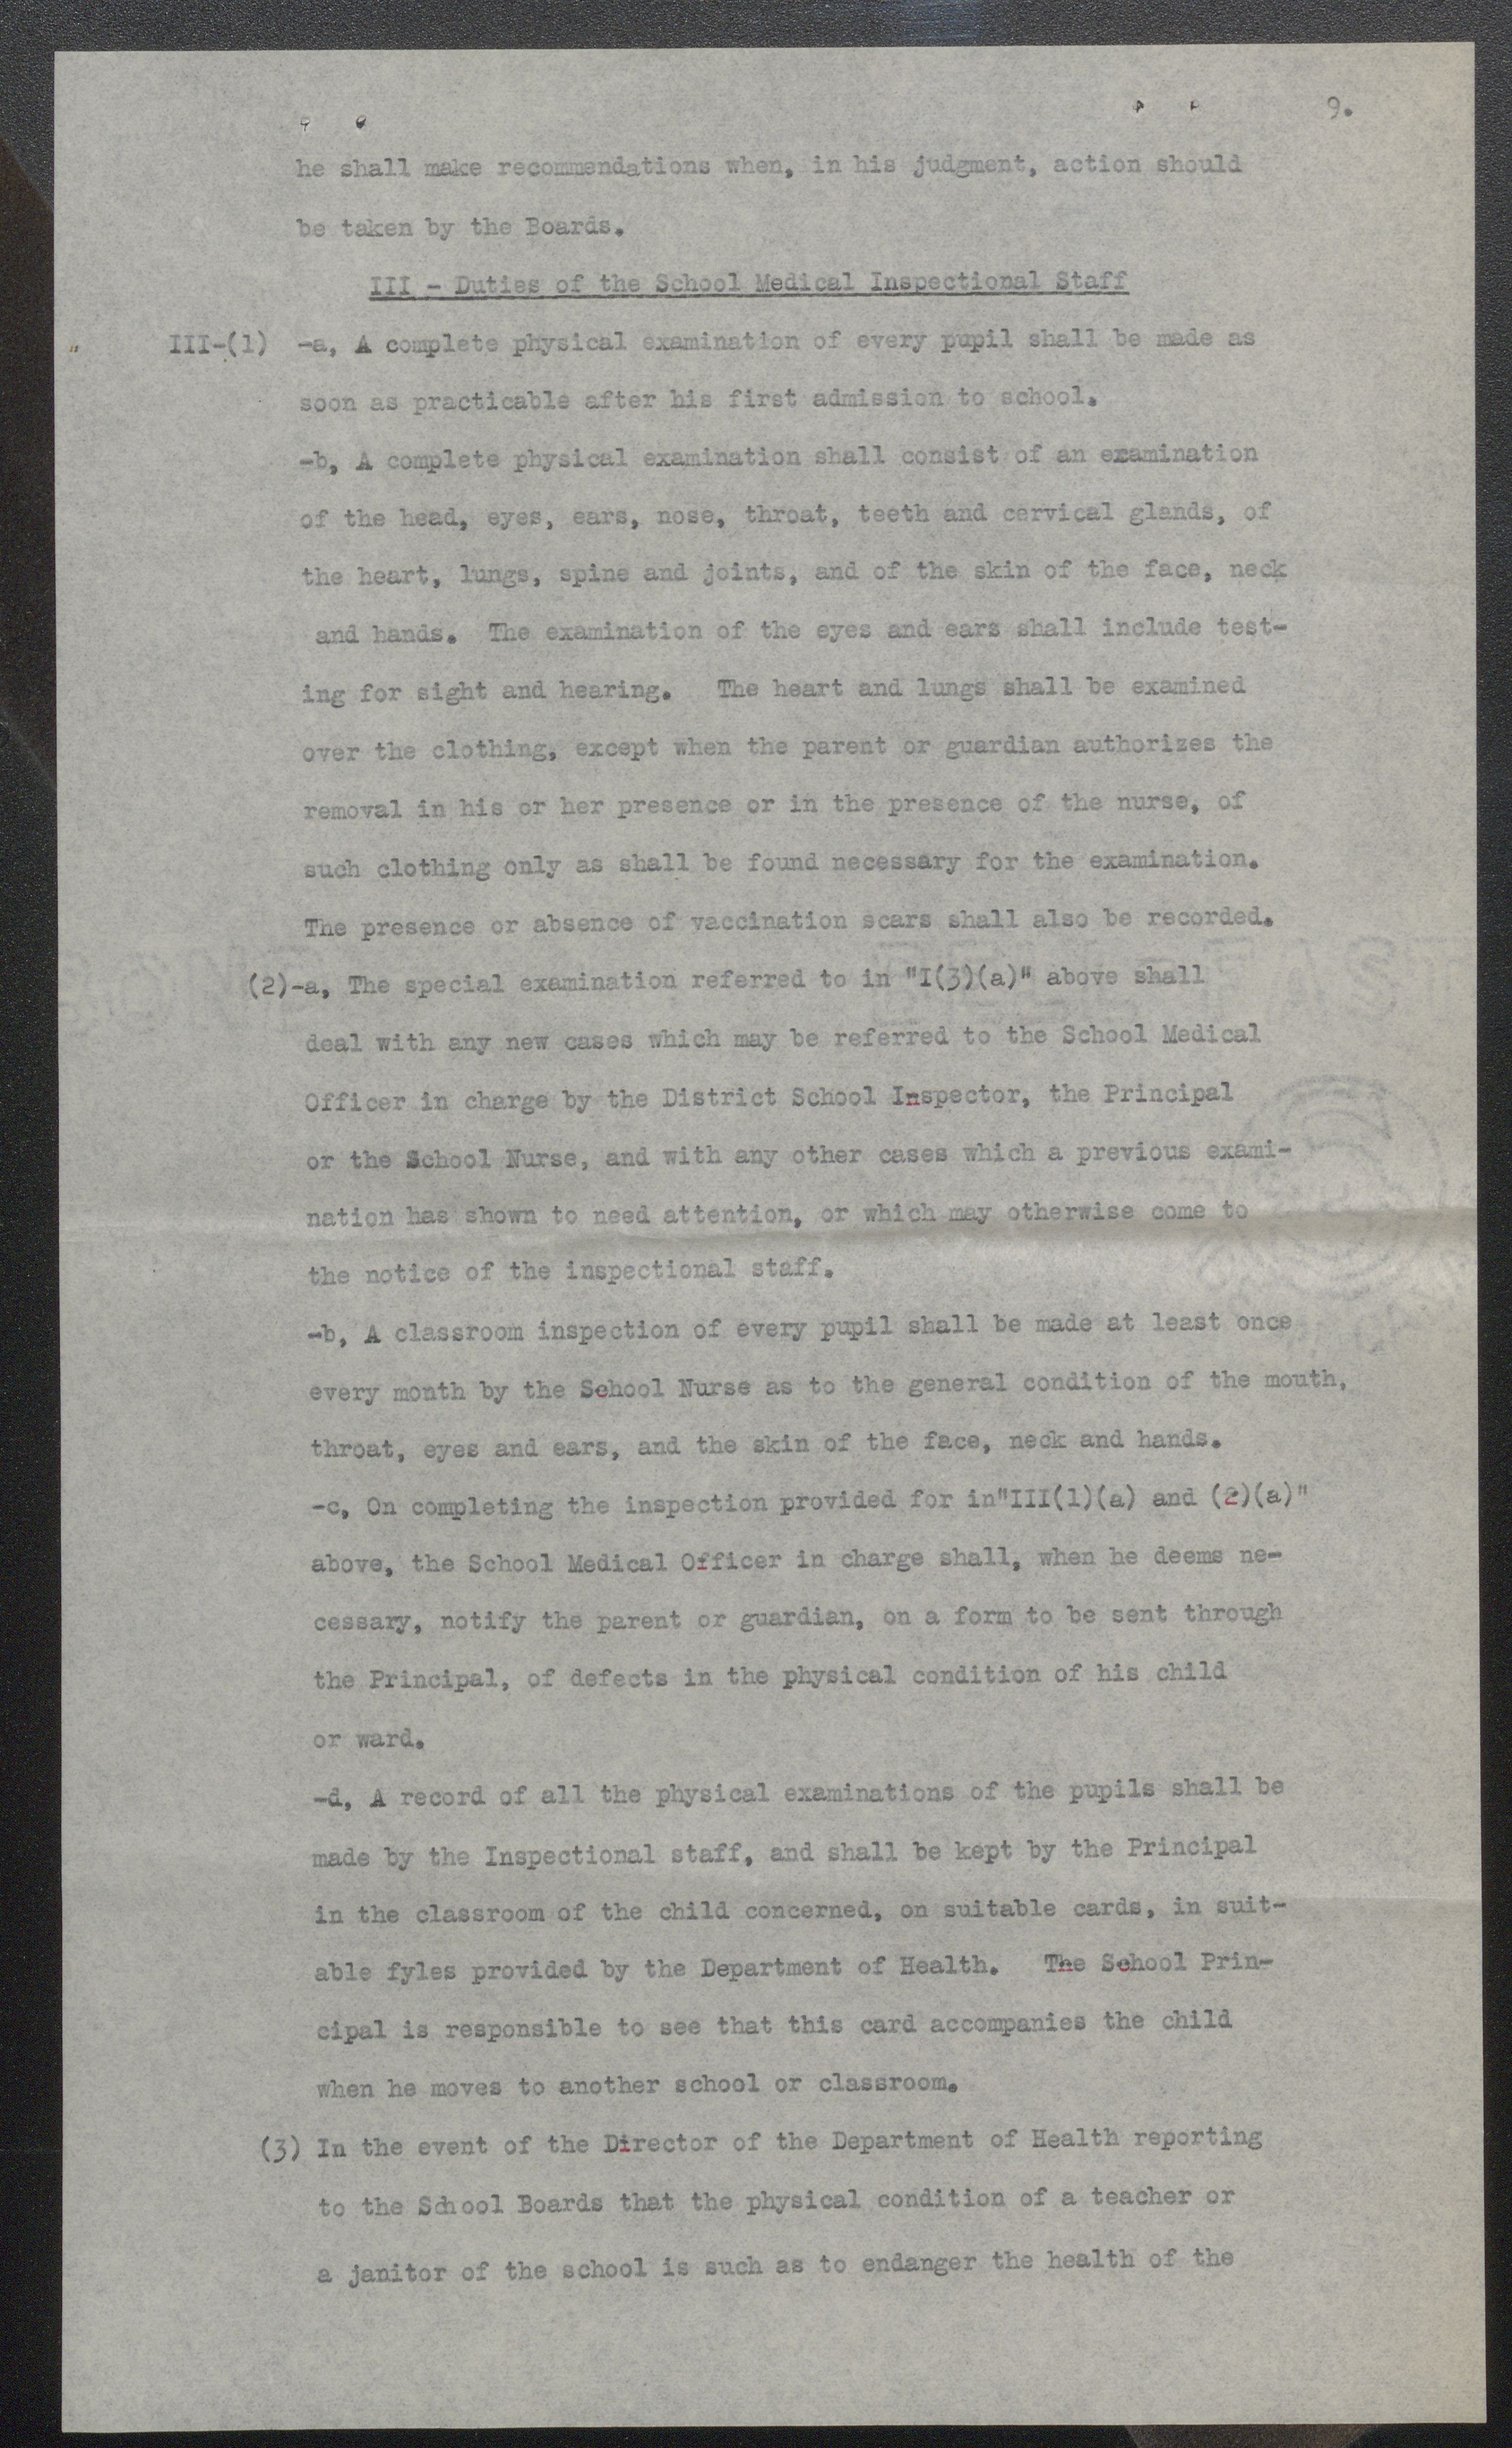 9.
he shall make recommendations when, in his judgment, action should
be taken by the Boards.
III - Duties of the School Medical Inspectional Staff
III-(1) -a, A complete physical examination of every pupil shall be made as
soon as practicable after his first admission to school.
-b, A complete physical examination shall consist of an examination
of the head, eyes, ears, nose, throat, teeth and cervical glands, of
the heart, lungs, spine and joints, and of the skin of the face, neck
and hands. The examination of the eyes and ears shall include test-
ing for sight and hearing. The heart and lungs shall be examined
over the clothing, except when the parent or guardian authorizes the
removal in his or her presence or in the presence of the nurse, of
such clothing only as shall be found necessary for the examination.
The presence or absence of vaccination scars shall also be recorded.
(2)-a, The special examination referred to in "I(3)(a)" above shall
deal with any new cases which may be referred to the School Medical
Officer in charge by the District School Inspector, the Principal
or the School Nurse, and with any other cases which a previous exami-
nation has shown to need attention, or which may otherwise come to
the notice of the inspectional staff.
-b, A classroom inspection of every pupil shall be made at least once
every month by the School Nurse as to the general condition of the mouth,
throat, eyes and ears, and the skin of the face, neck and hands.
-c, On completing the inspection provided for in"III(1)(a) and (2)(a)"
above, the School Medical Officer in charge shall, when he deems ne-
cessary, notify the parent or guardian, on a form to be sent through
the Principal, of defects in the physical condition of his child
or ward.
-d, A record of all the physical examinations of the pupils shall be
made by the Inspectional staff, and shall be kept by the Principal
in the classroom of the child concerned, on suitable cards, in suit-
able fyles provided by the Department of Health. The School Prin-
cipal is responsible to see that this card accompanies the child
when he moves to another school or classroom.
(3) In the event of the Director of the Department of Health reporting
to the School Boards that the physical condition of a teacher or
a janitor of the school is such as to endanger the health of the